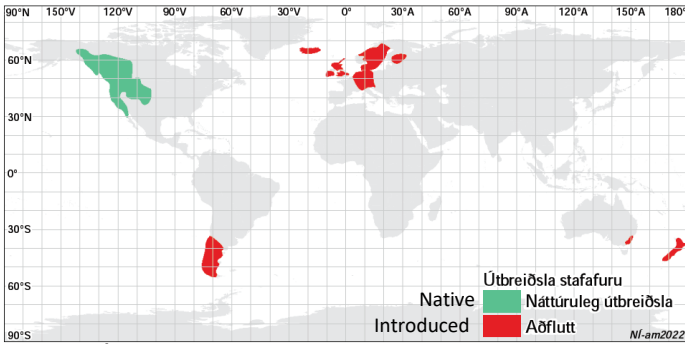 90°N 150°V 120°V 90°V 60°V 30°V 0° 30°A 60°A 90°A 120°A 150°A 180°
60°N
30°N
0°
30°S
60°S
90°S
Útbreiðsla stafafuru
Native Náttúruleg útbreiðsla
Introduced Aðflutt
NÍ-am2022